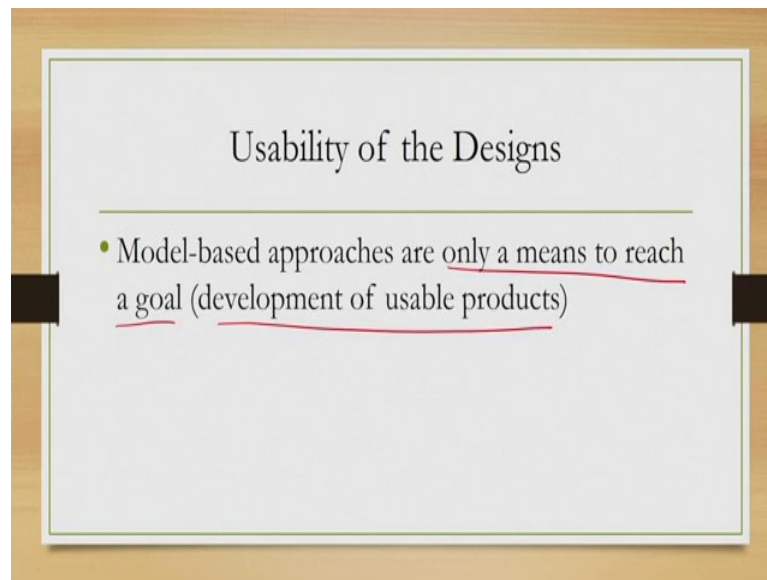 Usability of the Designs
• Model-based approaches are only a means to reach
a goal (development of usable products)